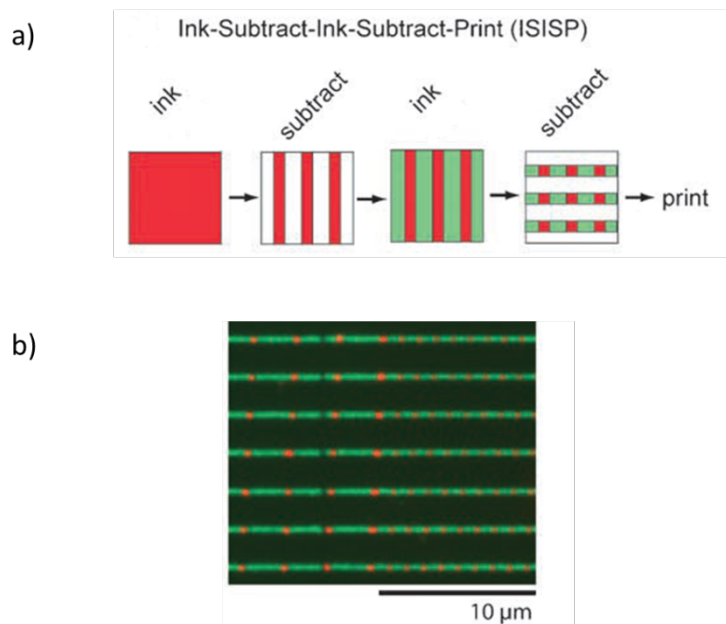 a)
Ink-Subtract-Ink-Subtract-Print (ISISP)
ink
subtract
ink
subtract
print
b)
10 µm